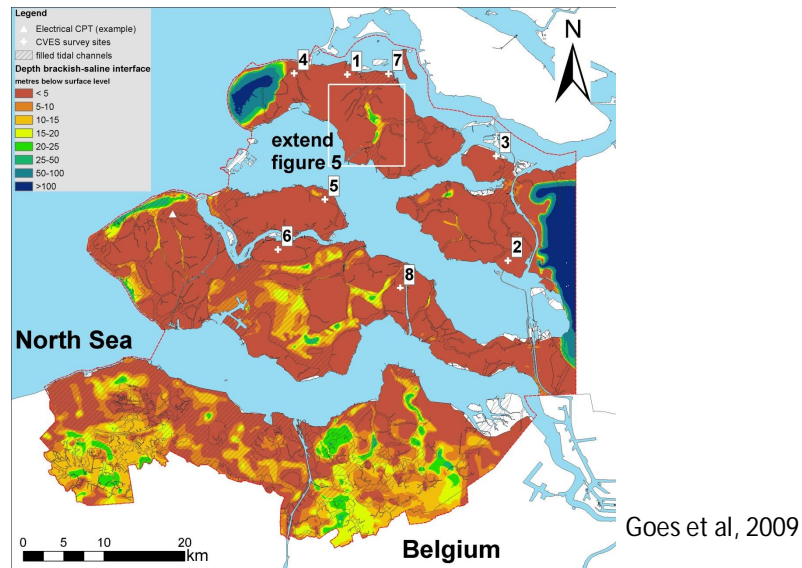 Legend
Electrical CPT (example)
CVES survey sites
filled tidal channels
Depth brackish-saline interface
metres below surface level
< 5
5-10
10-15
15-20
20-25
25-50
50-100
>100
N
4
1
7
3
extend
figure 5
5
6
2
8
North Sea
Belgium
0 5 10 20
km
Goes et al, 2009